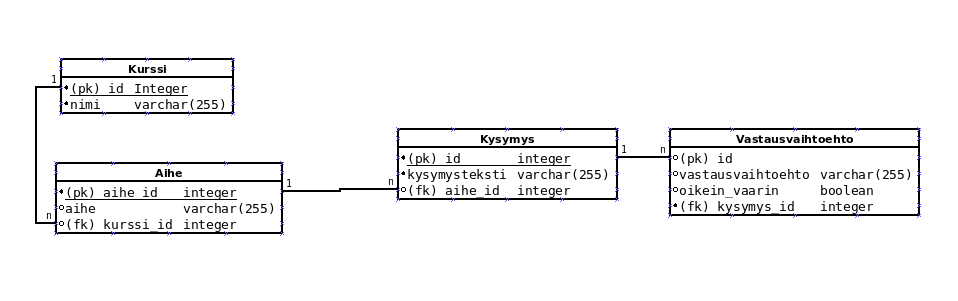 Kurssi
1
(pk) id Integer
nimi varchar(255)
Aihe
(pk) aihe id integer
aihe varchar(255)
(fk) kurssi_id integer
n
1
n
Kysymys
(pk) id integer
kysymysteksti varchar(255)
(fk) aihe_id integer
1
n
Vastausvaihtoehto
(pk) id
vastausvaihtoehto varchar(255)
oikein_vaarin boolean
(fk) kysymys_id integer